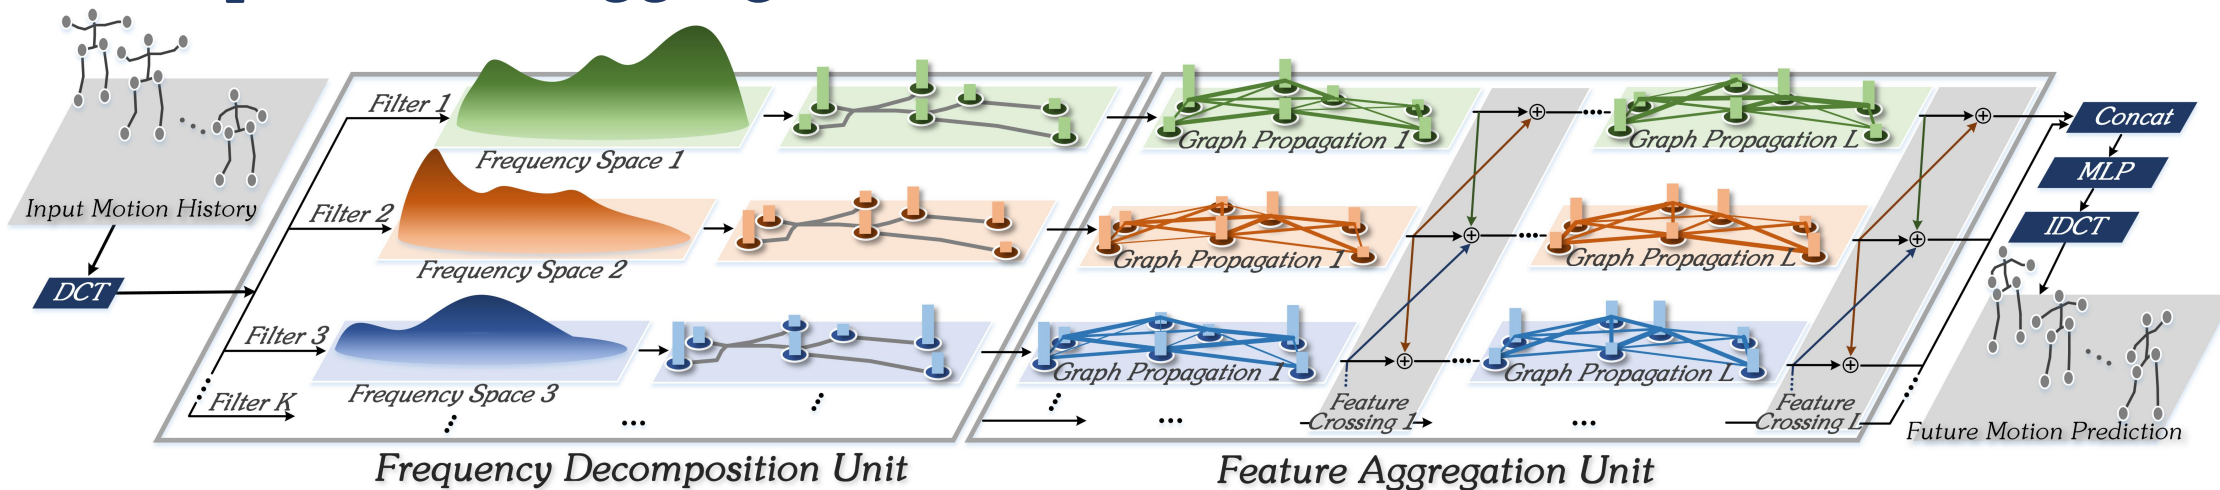 Input Motion History
DCT
Filter 1
Filter 2
Filter 3
Filter K
Frequency Space 1
Frequency Space 2
Frequency Space 3
Frequency Decomposition Unit
Graph Propagation 1
Graph Propagation L
Graph Propagation 1
Graph Propagation L
Graph Propagation 1
Graph Propagation L
Feature
Crossing 1
Feature
Crossing L
Feature Aggregation Unit
Concat
MLP
IDCT
Future Motion Prediction